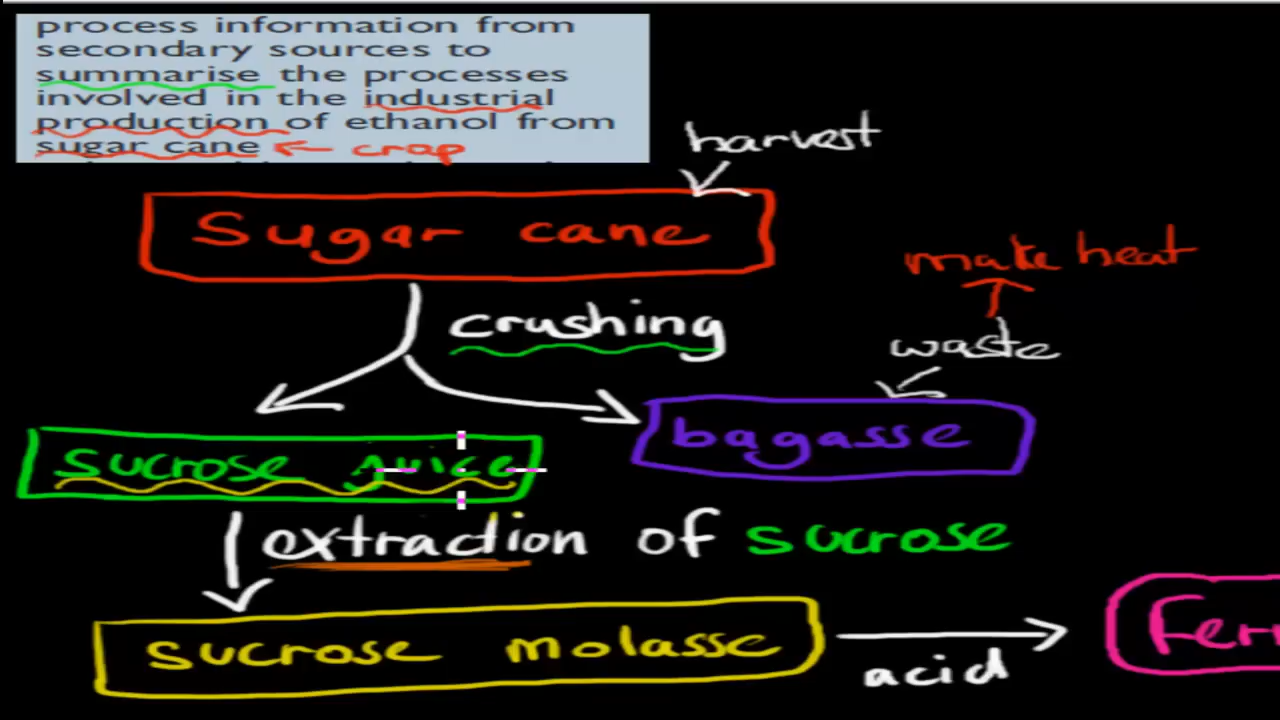 process information from
secondary sources to
summarise the processes
involved in the industrial
production of ethanol from
sugar cane ← crop
harvest
Sugar cane
make heat
crushing
waste
bagasse
sucrose juice
extraction of sucrose
sucrose molasse
acid
Fer